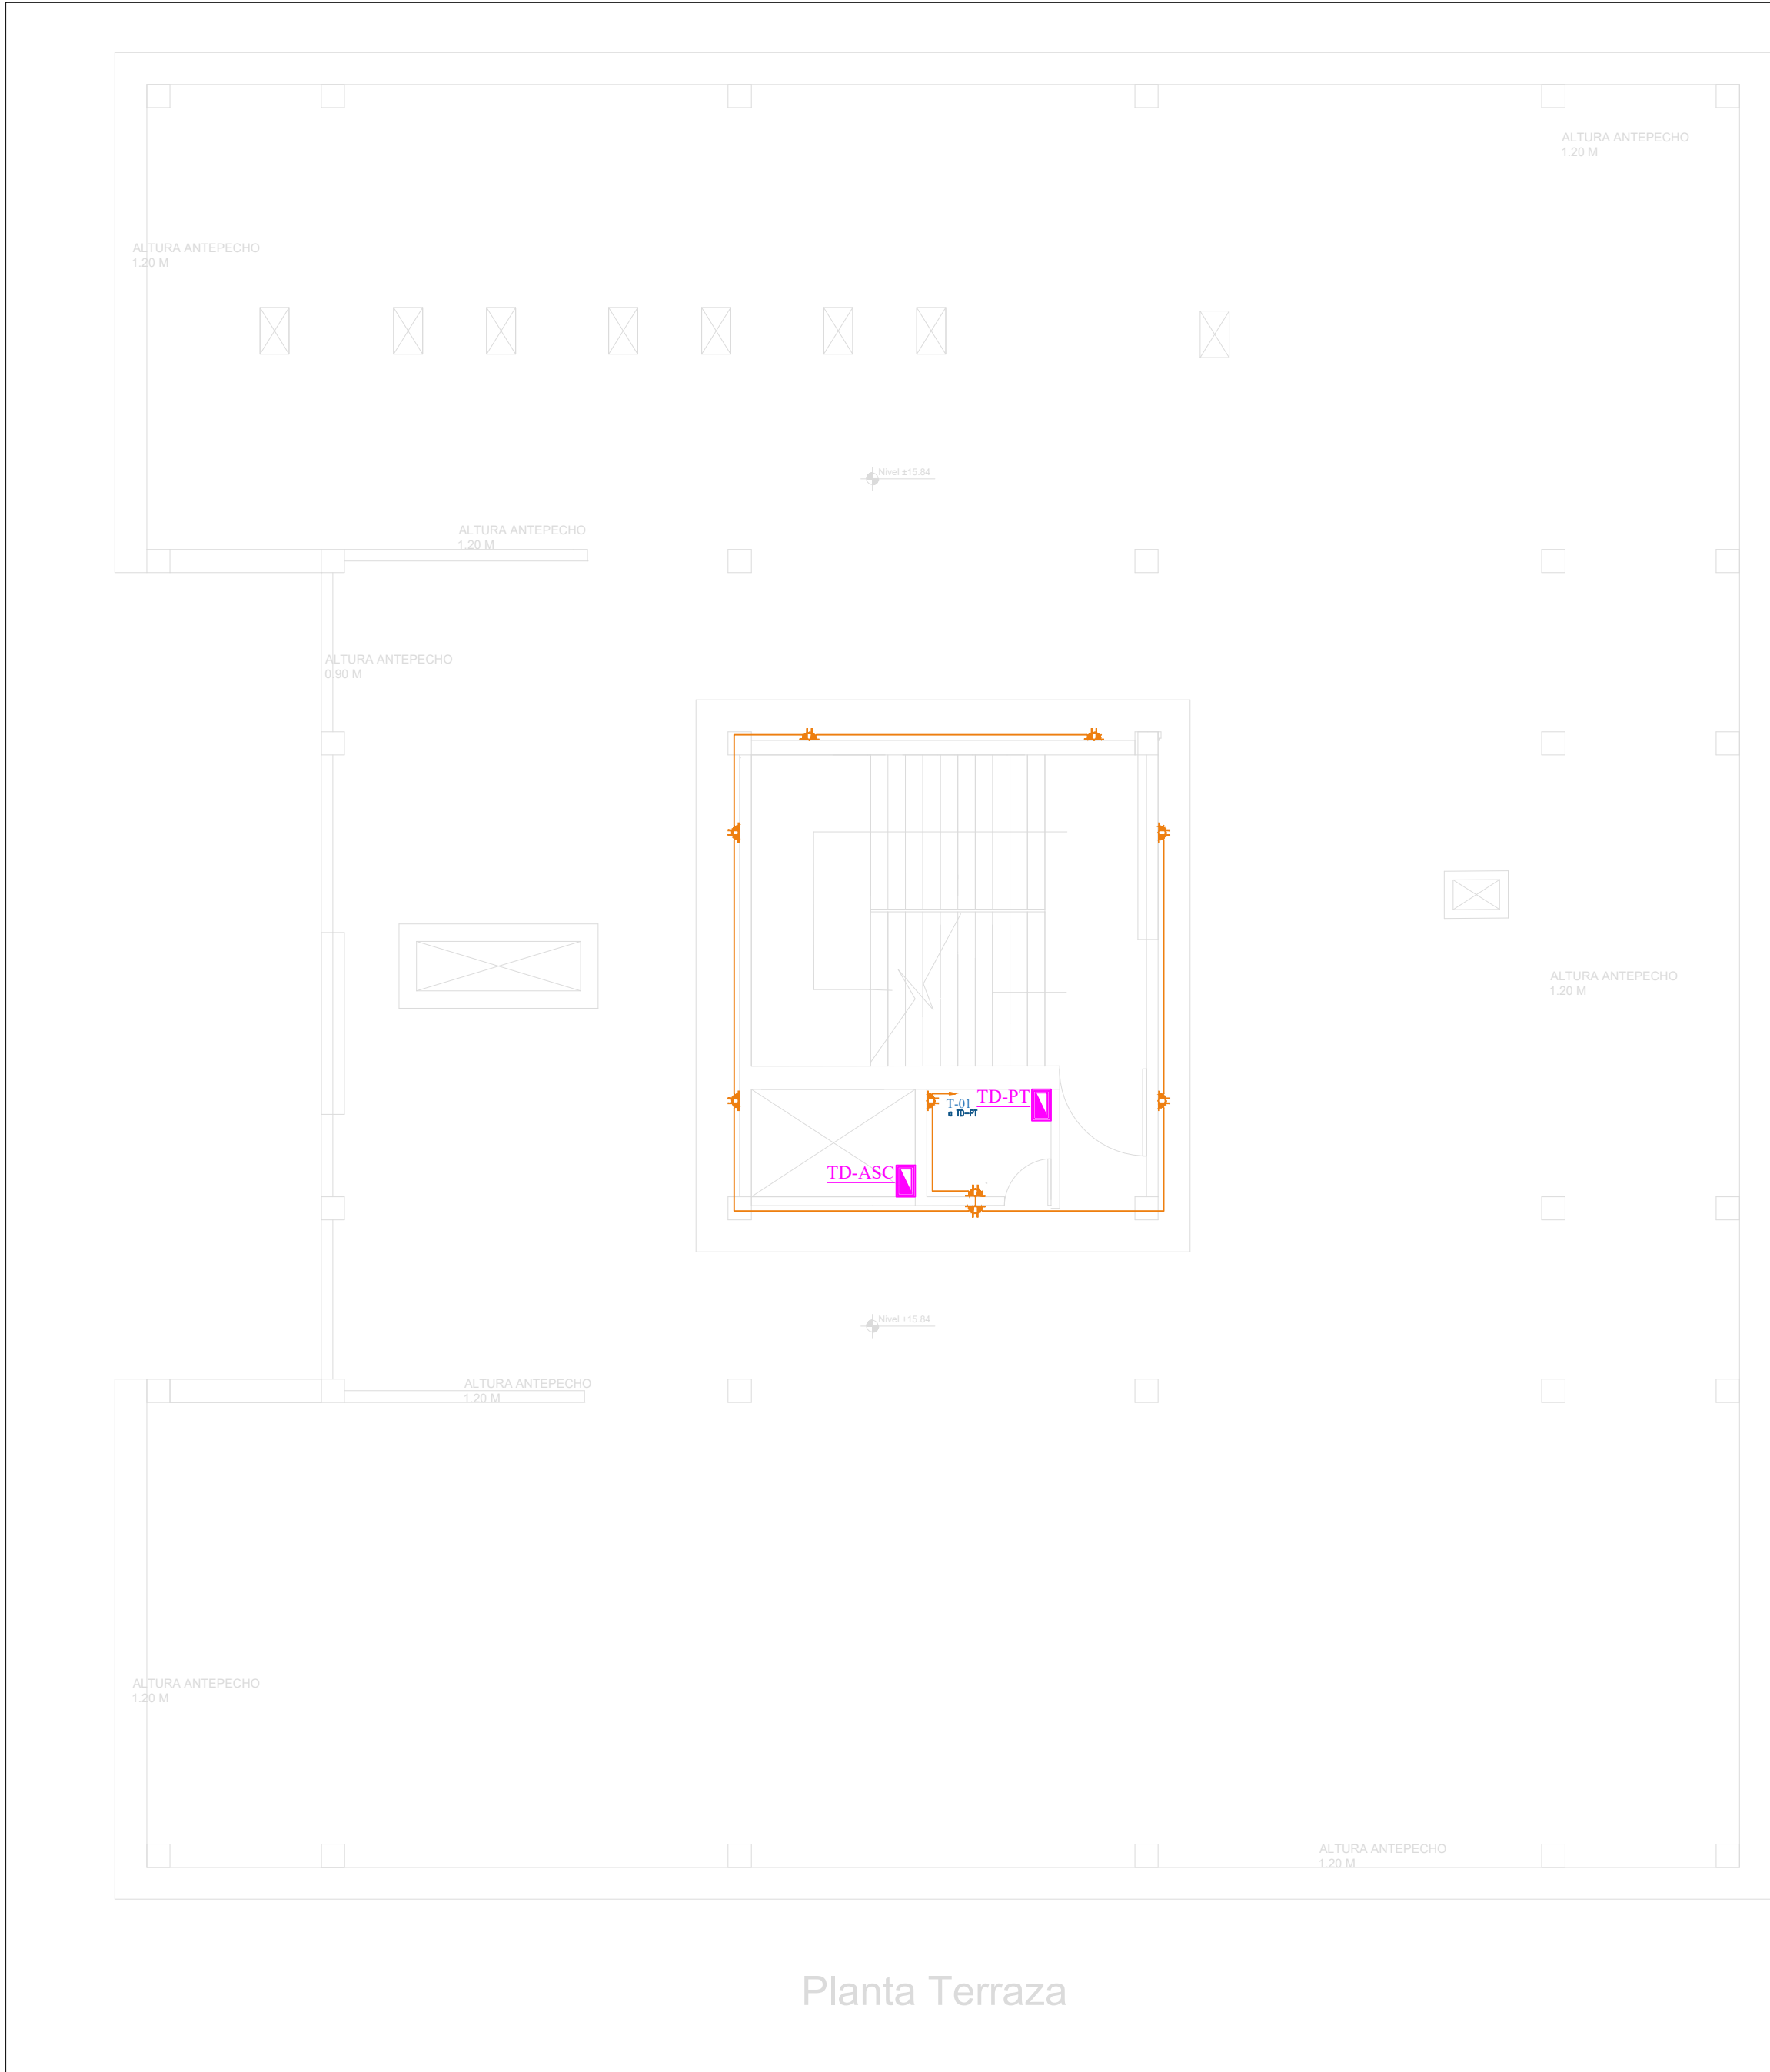 ALTURA ANTEPECHO
1.20 M
ALTURA ANTEPECHO
1.20 M
Nivel ±15.84
ALTURA ANTEPECHO
1.20 M
ALTURA ANTEPECHO
0.90 M
ALTURA ANTEPECHO
1.20 M
TD-PT
T-01
a TD-PT
TD-ASC
Nivel ±15.84
ALTURA ANTEPECHO
1.20 M
ALTURA ANTEPECHO
1.20 M
ALTURA ANTEPECHO
1.20 M
Planta Terraza